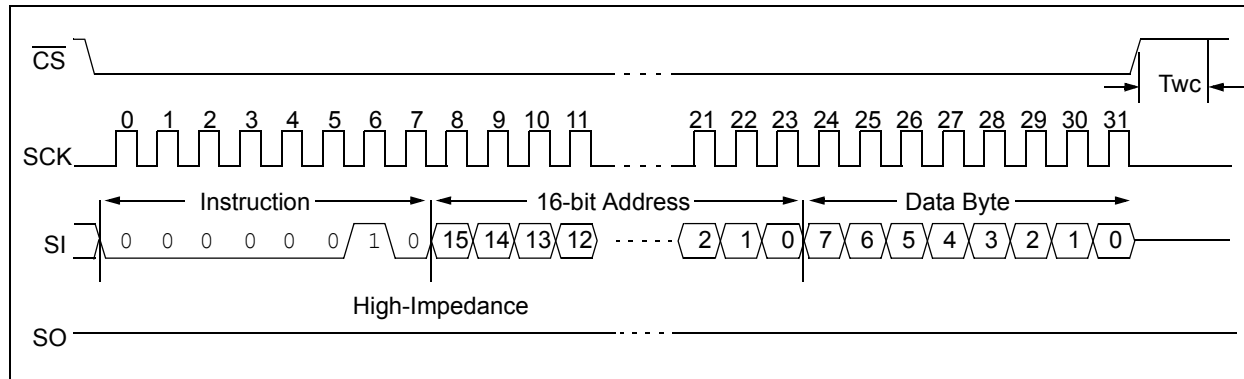 CS
Twc
0 1 2 3 4 5 6 7 8 9 10 11 21 22 23 24 25 26 27 28 29 30 31
SCK
Instruction 16-bit Address Data Byte
SI 0 0 0 0 0 0 1 0 15 14 13 12 2 1 0 7 6 5 4 3 2 1 0
High-Impedance
SO